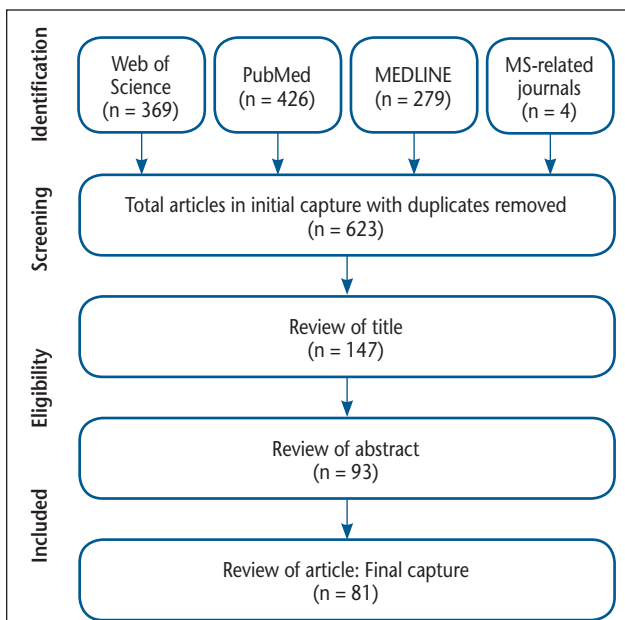 Identification
Web of
Science
(n = 369)
PubMed
(n = 426)
MEDLINE
(n = 279)
MS-related
journals
(n = 4)
Screening
Total articles in initial capture with duplicates removed
(n = 623)
Eligibility
Review of title
(n = 147)
Review of abstract
(n = 93)
Included
Review of article: Final capture
(n = 81)